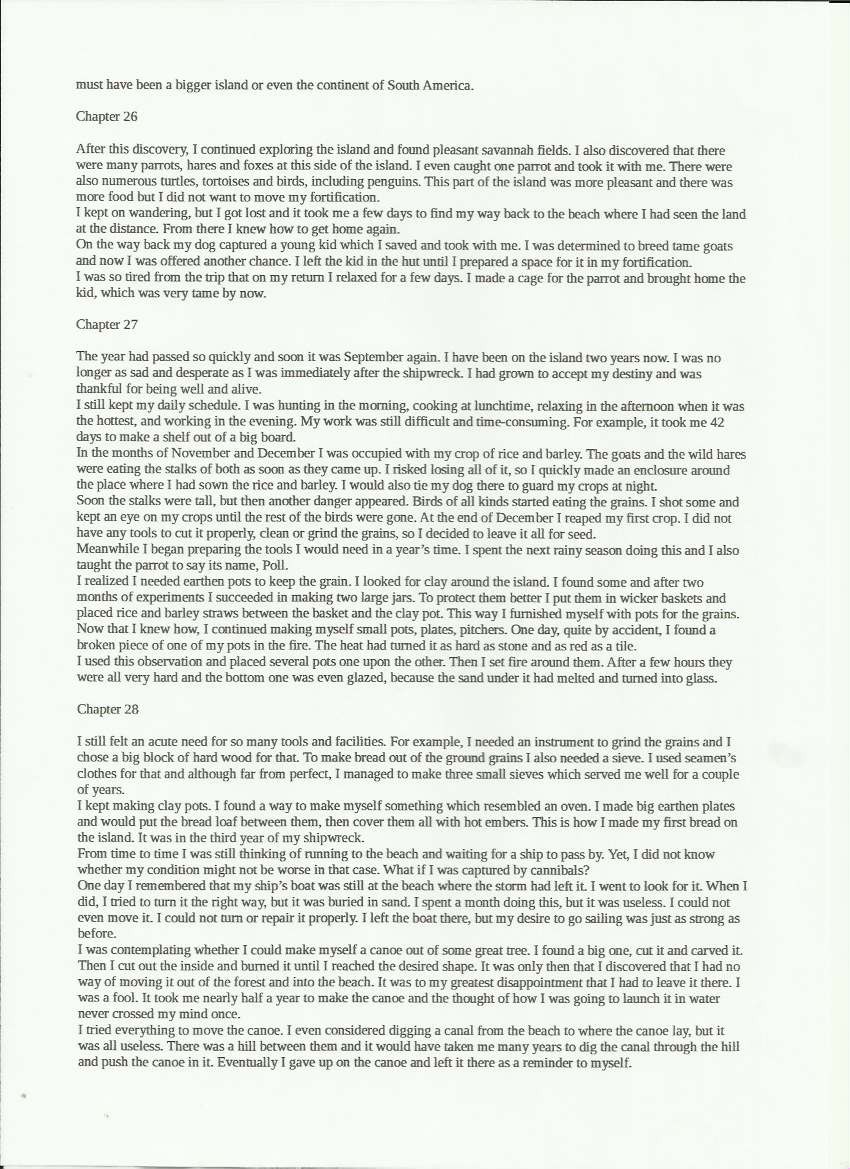 must have been a bigger island or even the continent of South America.
Chapter 26
After this discovery, I continued exploring the island and found pleasant savannah fields. I also discovered that there
were many parrots, hares and foxes at this side of the island. I even caught one parrot and took it with me. There were
also numerous turtles, tortoises and birds, including penguins. This part of the island was more pleasant and there was
more food but I did not want to move my fortification.
I kept on wandering, but I got lost and it took me a few days to find my way back to the beach where I had seen the land
at the distance. From there I knew how to get home again.
On the way back my dog captured a young kid which I saved and took with me. I was determined to breed tame goats
and now I was offered another chance. I left the kid in the hut until I prepared a space for it in my fortification.
I was so tired from the trip that on my return I relaxed for a few days. I made a cage for the parrot and brought home the
kid, which was very tame by now.
Chapter 27
The year had passed so quickly and soon it was September again. I have been on the island two years now. I was no
longer as sad and desperate as I was immediately after the shipwreck. I had grown to accept my destiny and was
thankful for being well and alive.
I still kept my daily schedule. I was hunting in the morning, cooking at lunchtime, relaxing in the afternoon when it was
the hottest, and working in the evening. My work was still difficult and time-consuming. For example, it took me 42
days to make a shelf out of a big board.
In the months of November and December I was occupied with my crop of rice and barley. The goats and the wild hares
were eating the stalks of both as soon as they came up. I risked losing all of it, so I quickly made an enclosure around
the place where I had sown the rice and barley. I would also tie my dog there to guard my crops at night.
Soon the stalks were tall, but then another danger appeared. Birds of all kinds started eating the grains. I shot some and
kept an eye on my crops until the rest of the birds were gone. At the end of December I reaped my first crop. I did not
have any tools to cut it properly, clean or grind the grains, so I decided to leave it all for seed.
Meanwhile I began preparing the tools I would need in a year's time. I spent the next rainy season doing this and I also
taught the parrot to say its name, Poll.
I realized I needed earthen pots to keep the grain. I looked for clay around the island. I found some and after two
months of experiments I succeeded in making two large jars. To protect them better I put them in wicker baskets and
placed rice and barley straws between the basket and the clay pot. This way I furnished myself with pots for the grains.
Now that I knew how, I continued making myself small pots, plates, pitchers. One day, quite by accident, I found a
broken piece of one of my pots in the fire. The heat had turned it as hard as stone and as red as a tile.
I used this observation and placed several pots one upon the other. Then I set fire around them. After a few hours they
were all very hard and the bottom one was even glazed, because the sand under it had melted and turned into glass.
Chapter 28
I still felt an acute need for so many tools and facilities. For example, I needed an instrument to grind the grains and I
chose a big block of hard wood for that. To make bread out of the ground grains I also needed a sieve. I used seamen's
clothes for that and although far from perfect, I managed to make three small sieves which served me well for a couple
of years.
I kept making clay pots. I found a way to make myself something which resembled an oven. I made big earthen plates
and would put the bread loaf between them, then cover them all with hot embers. This is how I made my first bread on
the island. It was in the third year of my shipwreck.
From time to time I was still thinking of running to the beach and waiting for a ship to pass by. Yet, I did not know
whether my condition might not be worse in that case. What if I was captured by cannibals?
One day I remembered that my ship's boat was still at the beach where the storm had left it. I went to look for it. When I
did, I tried to turn it the right way, but it was buried in sand. I spent a month doing this, but it was useless. I could not
even move it. I could not turn or repair it properly. I left the boat there, but my desire to go sailing was just as strong as
before.
I was contemplating whether I could make myself a canoe out of some great tree. I found a big one, cut it and carved it.
Then I cut out the inside and burned it until I reached the desired shape. It was only then that I discovered that I had no
way of moving it out of the forest and into the beach. It was to my greatest disappointment that I had to leave it there. I
was a fool. It took me nearly half a year to make the canoe and the thought of how I was going to launch it in water
never crossed my mind once.
I tried everything to move the canoe. I even considered digging a canal from the beach to where the canoe lay, but it
was all useless. There was a hill between them and it would have taken me many years to dig the canal through the hill
and push the canoe in it. Eventually I gave up on the canoe and left it there as a reminder to myself.